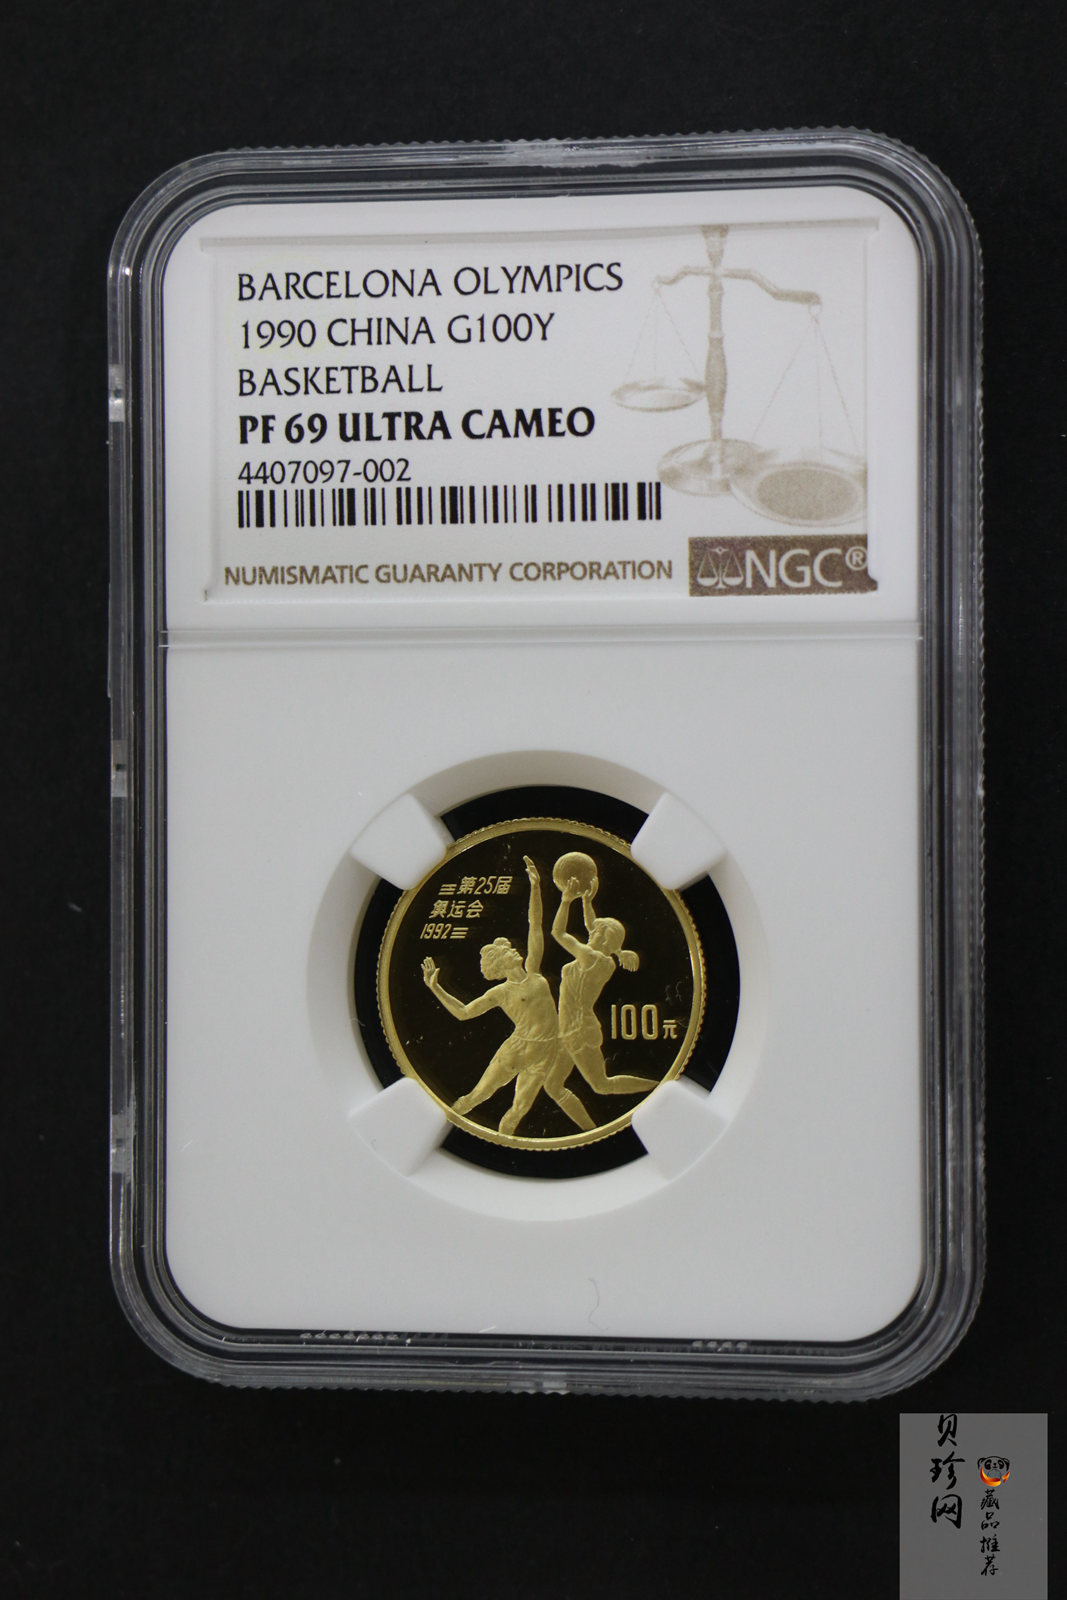 BARCELONA OLYMPICS
1990 CHINA G100Y
BASKETBALL
PF 69 ULTRA CAMEO
4407097-002
NUMISMATIC GUARANTY CORPORATION
NGC®
第25届
奥运会
1992
100元
贝珍网
藏品推荐